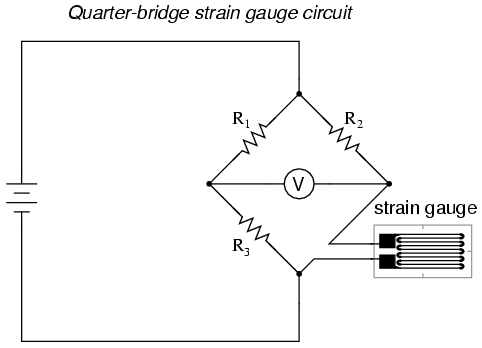 Quarter-bridge strain gauge circuit
R1
R2
V
strain gauge
R3